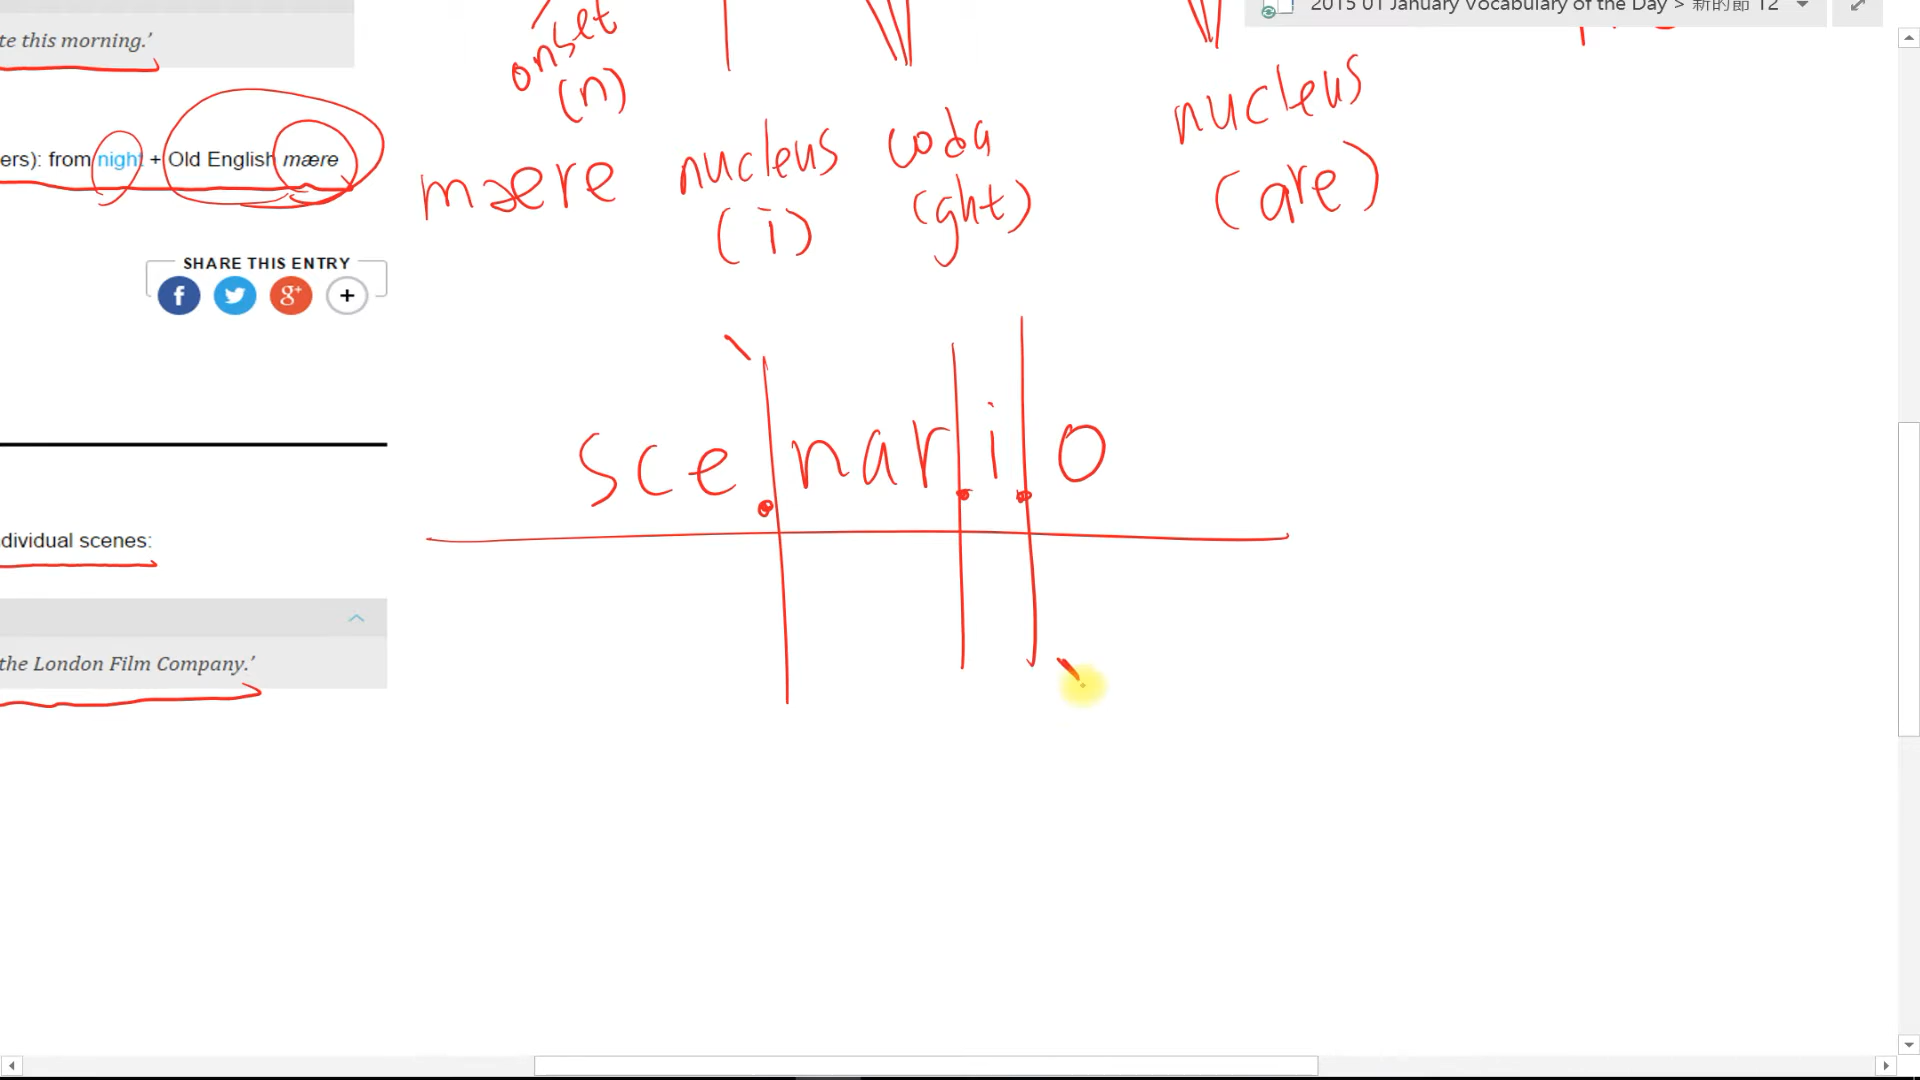 2015 01 January Vocabulary of the Day > 新的節 12
te this morning.’
onset
(n)
nucleus
(are)
ers): from night + Old English mære
mære
nucleus
(i)
coda
(ght)
SHARE THIS ENTRY
sce.nar.i.o
dividual scenes:
the London Film Company.’